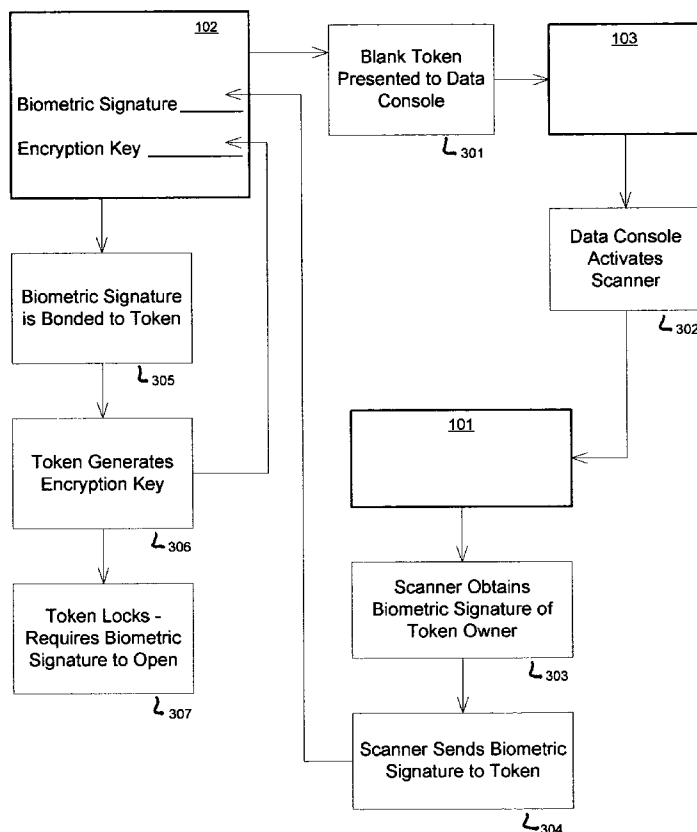 102
Biometric Signature
Encryption Key
Blank Token
Presented to Data
Console
301
103
Data Console
Activates
Scanner
302
Biometric Signature
is Bonded to Token
305
Token Generates
Encryption Key
306
Token Locks -
Requires Biometric
Signature to Open
307
101
Scanner Obtains
Biometric Signature of
Token Owner
303
Scanner Sends Biometric
Signature to Token
304